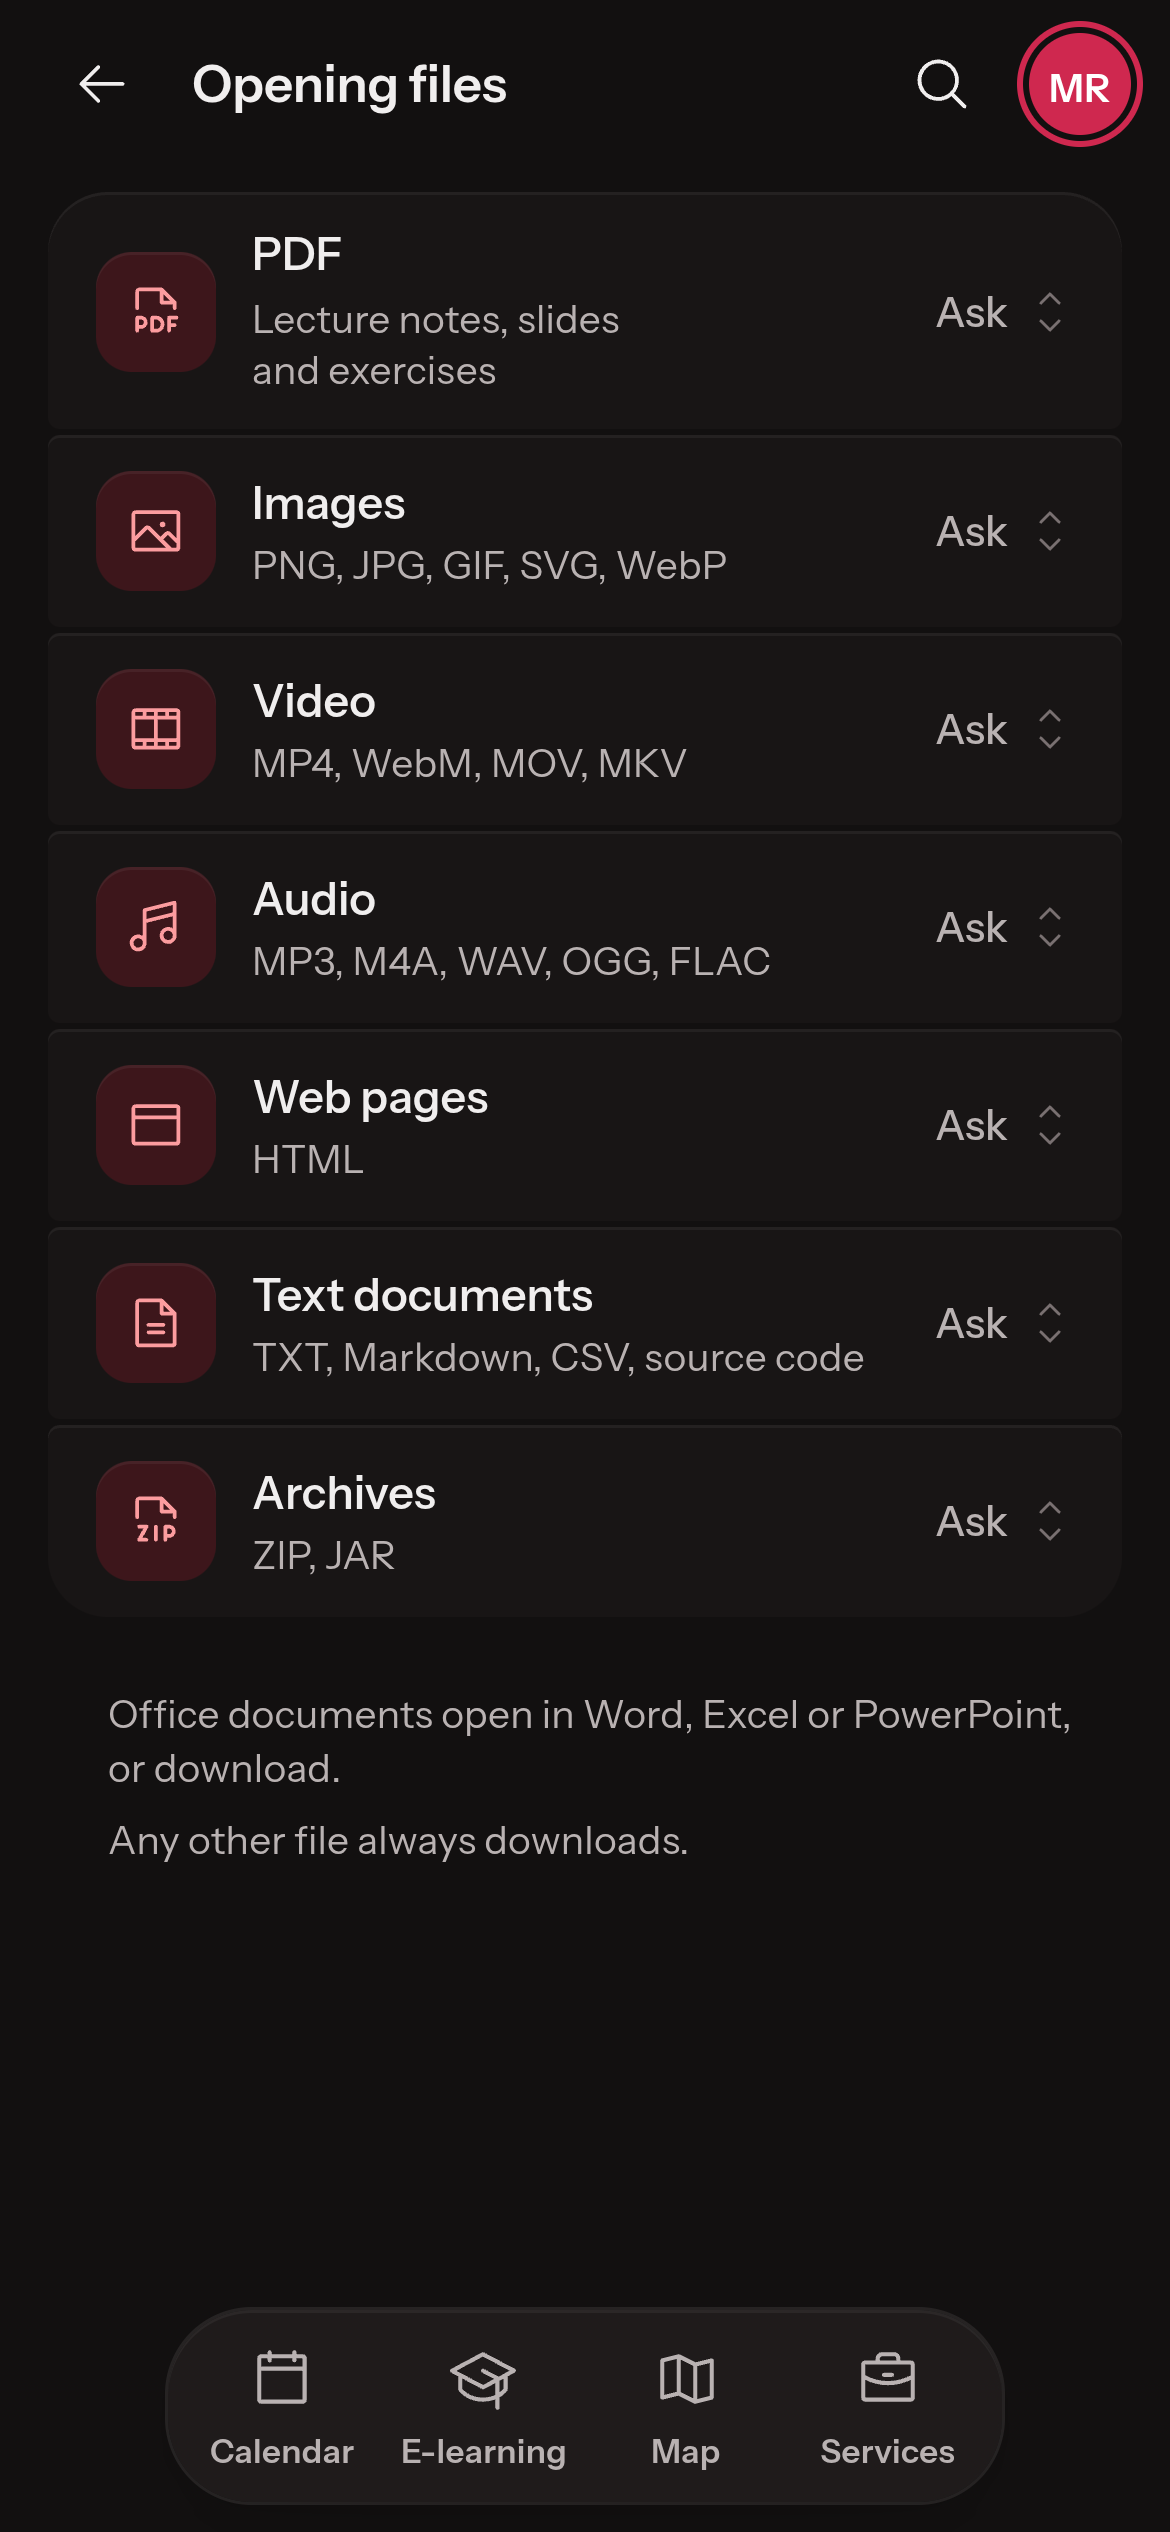 Opening files
MR
PDF
Lecture notes, slides
and exercises
Ask
PDF
Images
PNG, JPG, GIF, SVG, WebP
Ask
Video
MP4, WebM, MOV, MKV
Ask
Audio
MP3, M4A, WAV, OGG, FLAC
Ask
Web pages
HTML
Ask
Text documents
TXT, Markdown, CSV, source code
Ask
Archives
ZIP, JAR
Ask
ZIP
Office documents open in Word, Excel or PowerPoint,
or download.
Any other file always downloads.
Calendar
E-learning
Map
Services